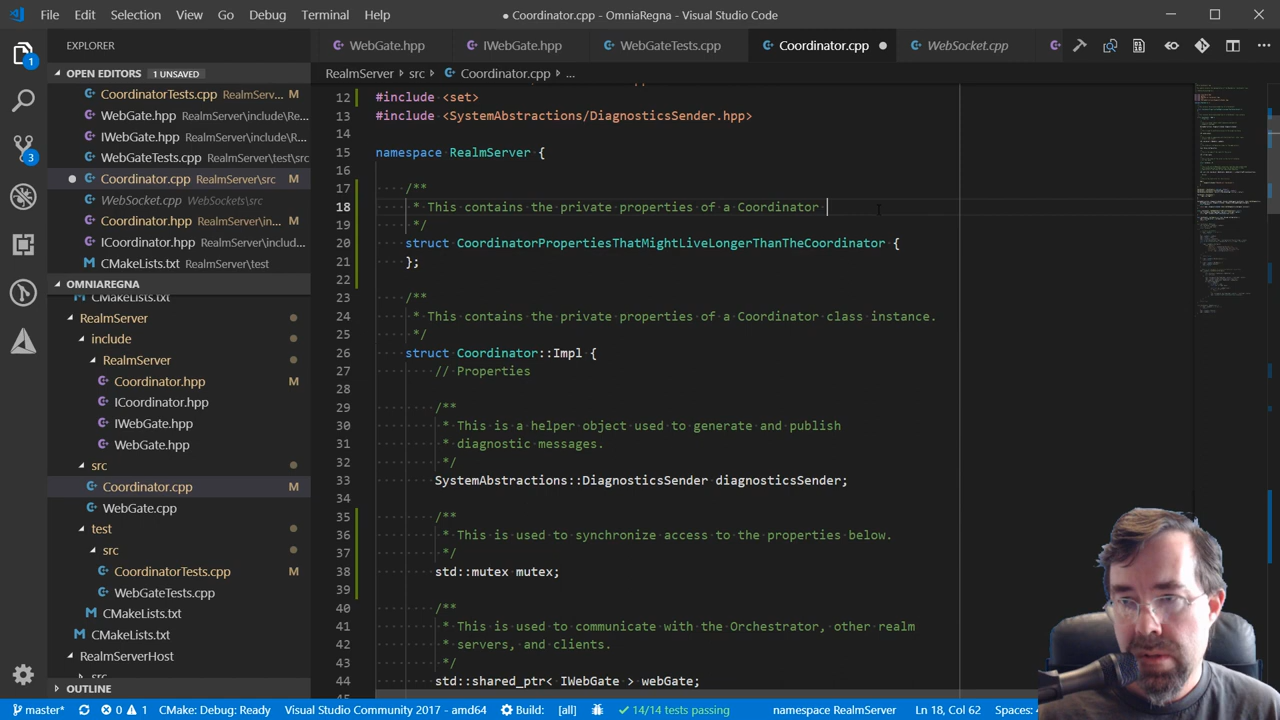 File Edit Selection View Go Debug Terminal Help
● Coordinator.cpp - OmniaRegna - Visual Studio Code
EXPLORER
WebGate.hpp IWebGate.hpp WebGateTests.cpp Coordinator.cpp WebSocket.cpp
OPEN EDITORS 1 UNSAVED
RealmServer > src > Coordinator.cpp > ...
CoordinatorTests.cpp RealmServ...
WebGate.hpp RealmServer\include\Re...
IWebGate.hpp RealmServer\include\R...
WebGateTests.cpp RealmServer\test\src
Coordinator.cpp RealmServer\src M
WebSocket.cpp WebSockets\src
Coordinator.hpp RealmServer\in... M
ICoordinator.hpp RealmServer\includ...
CMakeLists.txt RealmServer\test
OMNIAREGNA
CMakeLists.txt
RealmServer
include
RealmServer
Coordinator.hpp M
ICoordinator.hpp
IWebGate.hpp
WebGate.hpp
src
Coordinator.cpp M
WebGate.cpp
test
src
CoordinatorTests.cpp M
WebGateTests.cpp
CMakeLists.txt
CMakeLists.txt
RealmServerHost
OUTLINE
12 #include <set>
13 #include <SystemAbstractions/DiagnosticsSender.hpp>
14
15 namespace RealmServer {
16
17 /**
18 * This contains the private properties of a Coordinator
19 */
20 struct CoordinatorPropertiesThatMightLiveLongerThanTheCoordinator {
21 };
22
23 /**
24 * This contains the private properties of a Coordinator class instance.
25 */
26 struct Coordinator::Impl {
27 // Properties
28
29 /**
30 * This is a helper object used to generate and publish
31 * diagnostic messages.
32 */
33 SystemAbstractions::DiagnosticsSender diagnosticsSender;
34
35 /**
36 * This is used to synchronize access to the properties below.
37 */
38 std::mutex mutex;
39
40 /**
41 * This is used to communicate with the Orchestrator, other realm
42 * servers, and clients.
43 */
44 std::shared_ptr< IWebGate > webGate;
1
3
master* 0 1 CMake: Debug: Ready Visual Studio Community 2017 - amd64 Build: [all] 14/14 tests passing namespace RealmServer Ln 18, Col 62 Spaces: